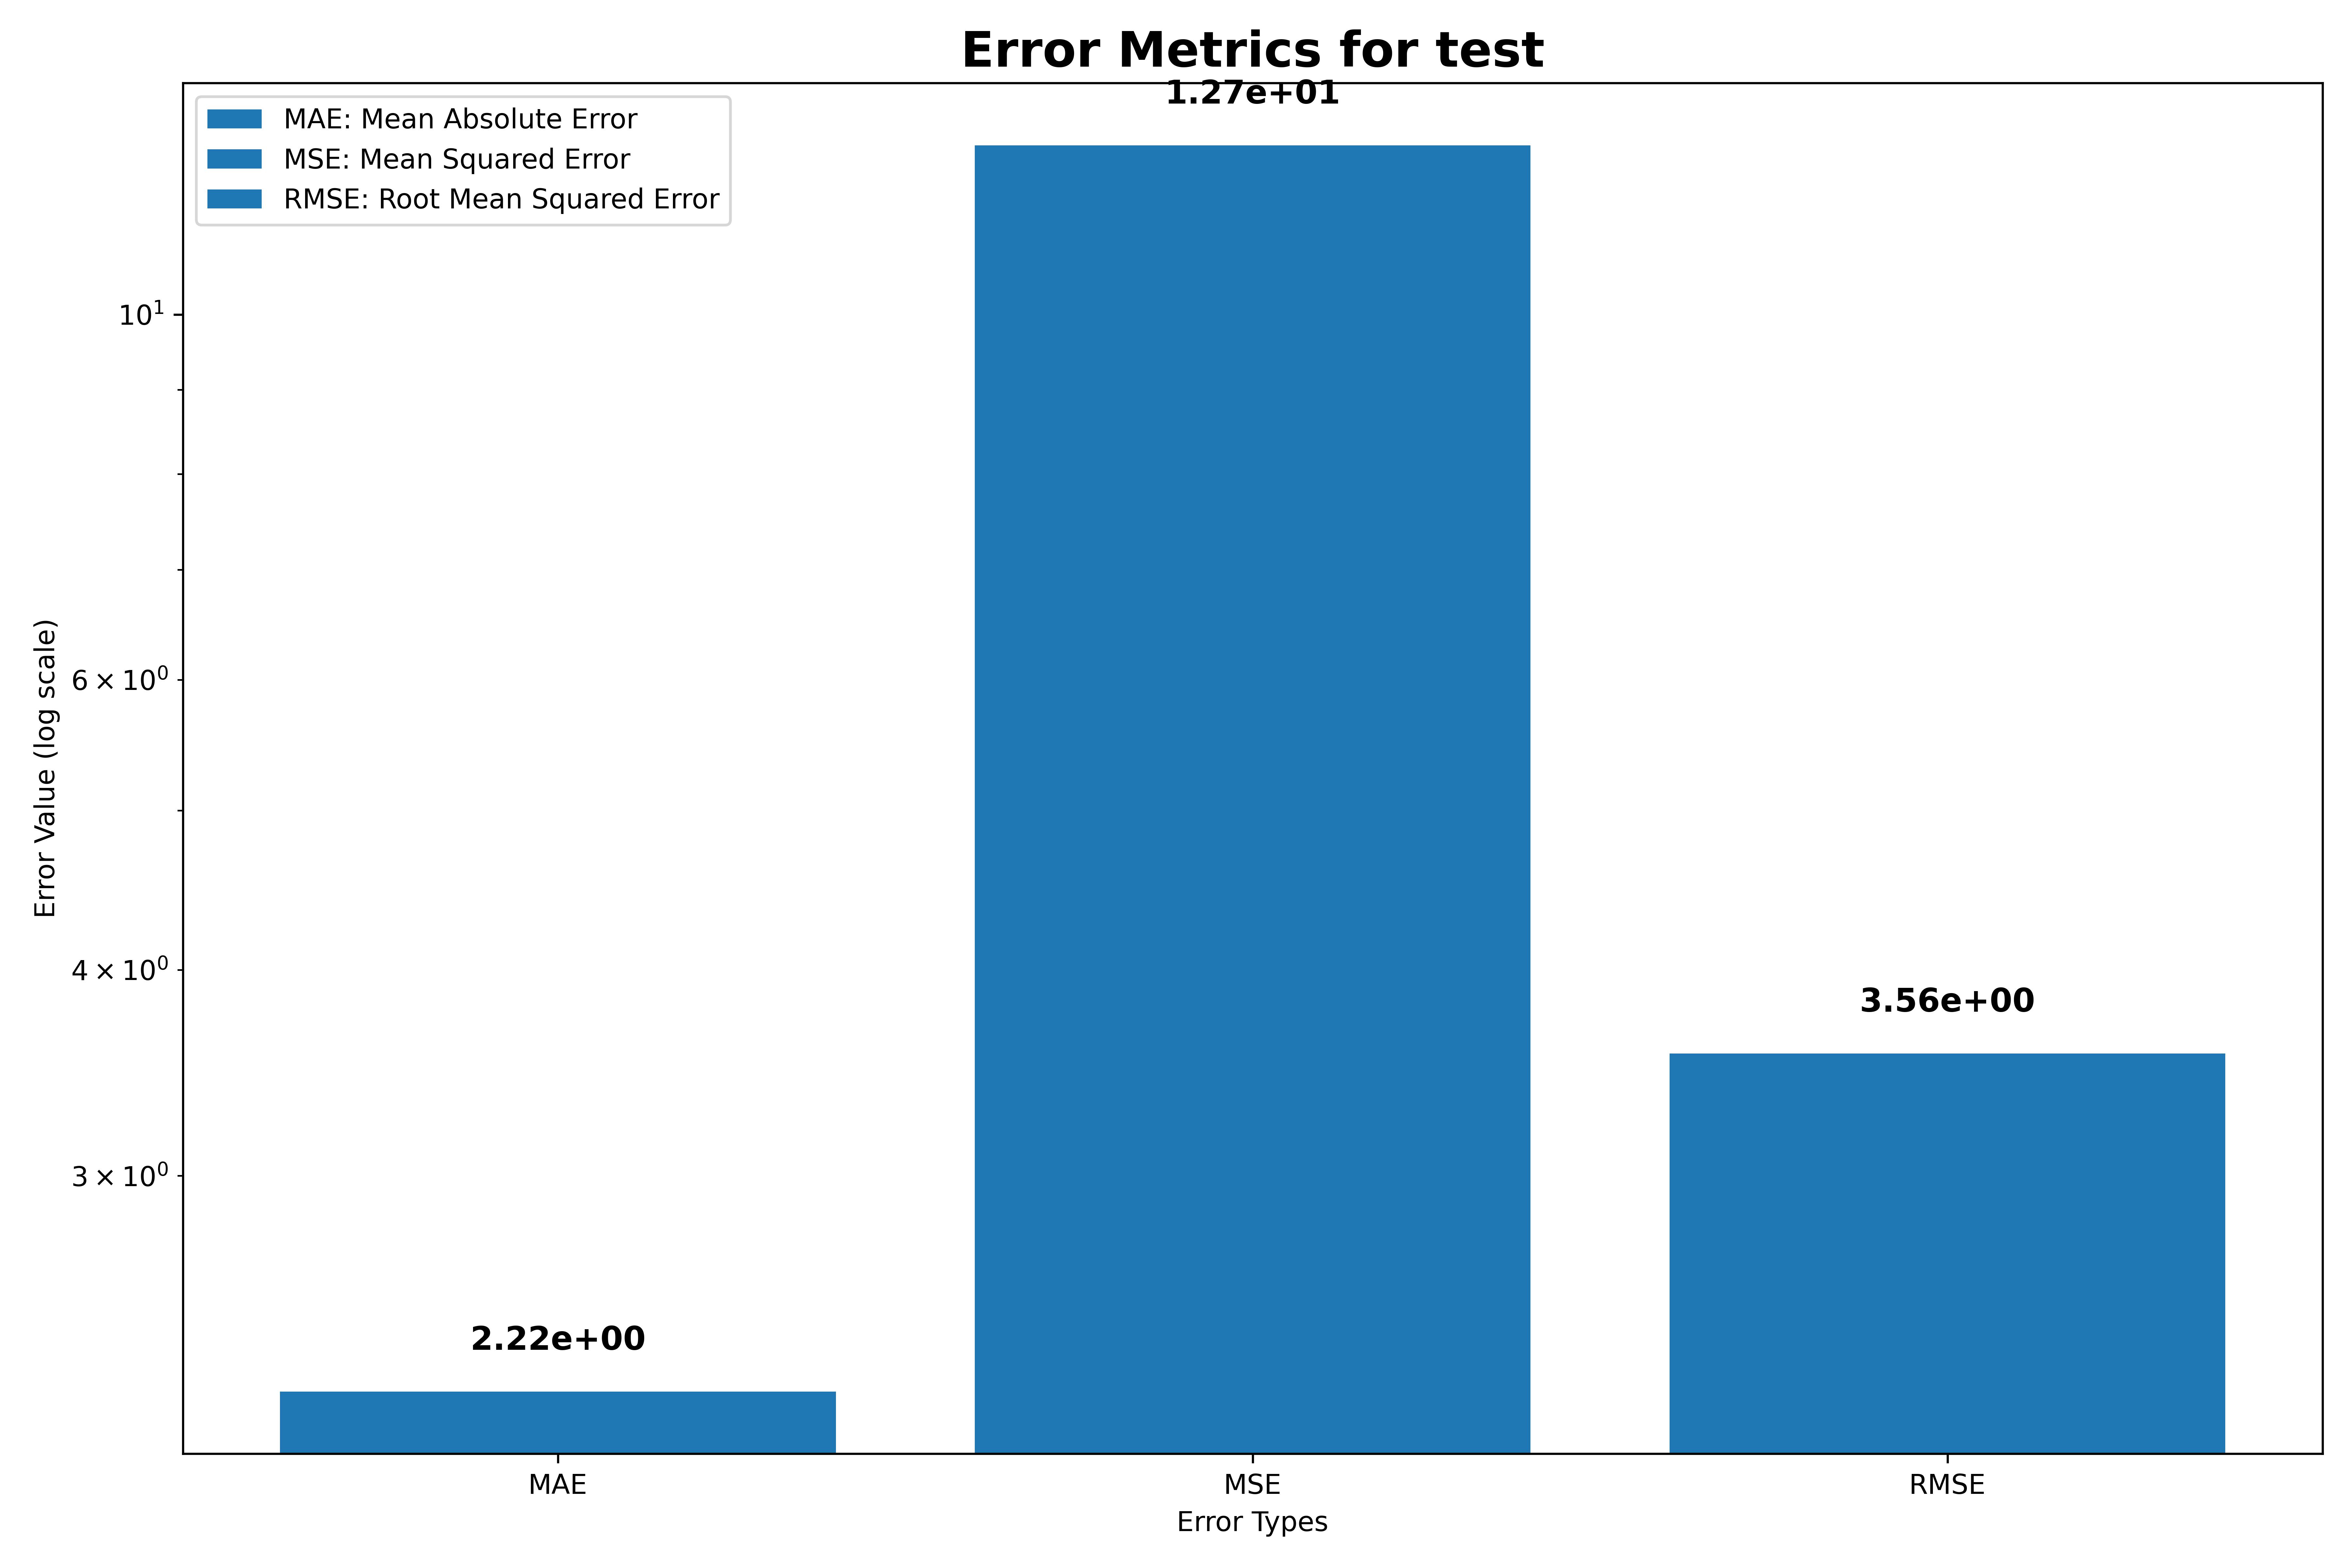 Error Metrics for test
1.27e+01
MAE: Mean Absolute Error
MSE: Mean Squared Error
RMSE: Root Mean Squared Error
10¹
6 × 10⁰
4 × 10⁰
3 × 10⁰
Error Value (log scale)
3.56e+00
2.22e+00
MAE
MSE
RMSE
Error Types